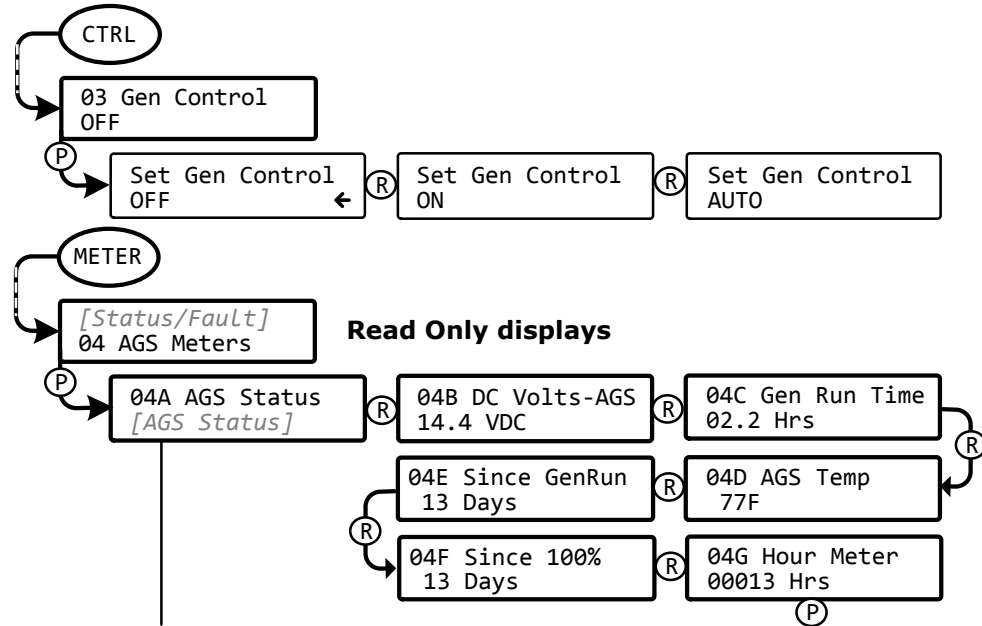 CTRL
03 Gen Control
OFF
P
Set Gen Control
OFF ←
R
Set Gen Control
ON
R
Set Gen Control
AUTO
METER
[Status/Fault]
04 AGS Meters
Read Only displays
P
04A AGS Status
[AGS Status]
R
04B DC Volts-AGS
14.4 VDC
R
04C Gen Run Time
02.2 Hrs
R
04D AGS Temp
77F
R
04E Since GenRun
13 Days
R
04F Since 100%
13 Days
R
04G Hour Meter
00013 Hrs
P